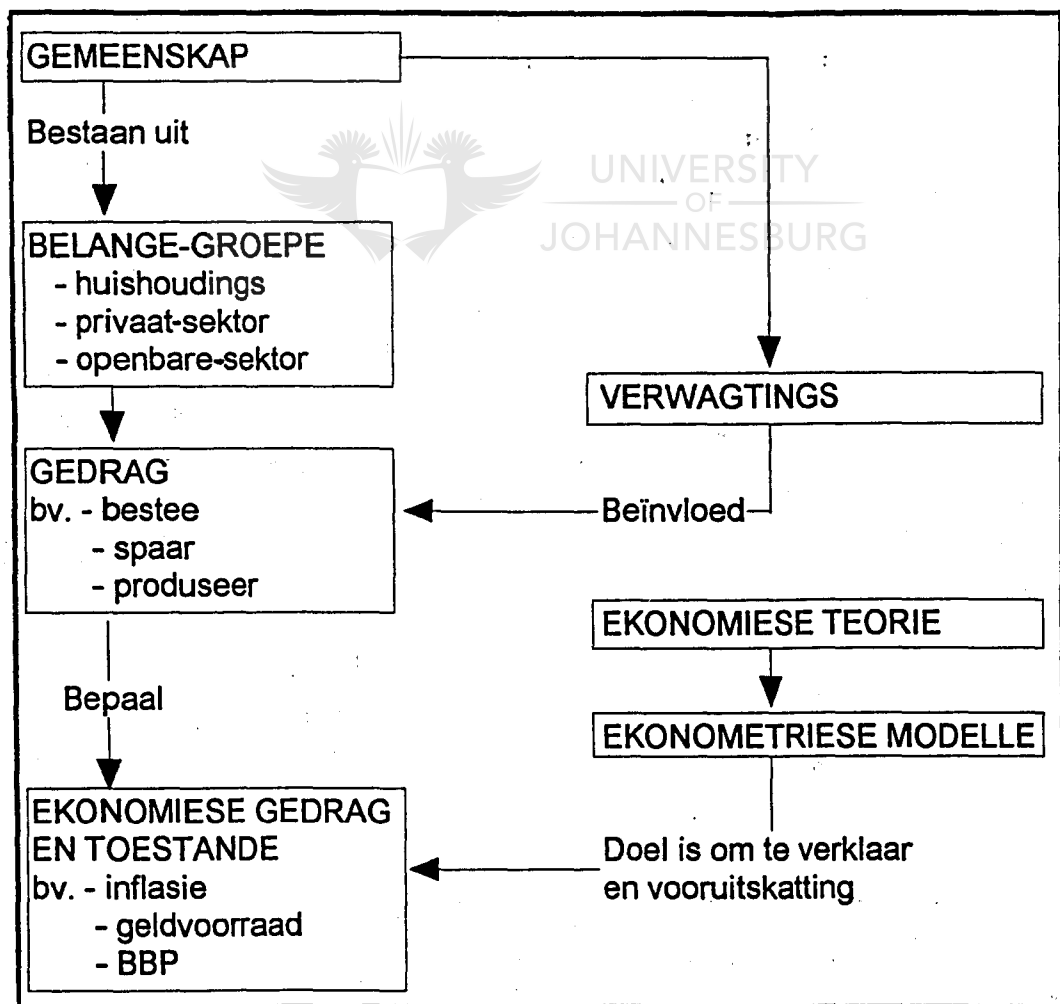 GEMEENSKAP
Bestaan uit
UNIVERSITY
OF
JOHANNESBURG
BELANGE-GROEPE
- huishoudings
- privaat-sektor
- openbare-sektor
VERWAGTINGS
GEDRAG
bv. - bestee
- spaar
- produseer
Beïnvloed
EKONOMIESE TEORIE
Bepaal
EKONOMETRIESE MODELLE
EKONOMIESE GEDRAG
EN TOESTANDE
bv. - inflasie
- geldvoorraad
- BBP
Doel is om te verklaar
en vooruitskatting